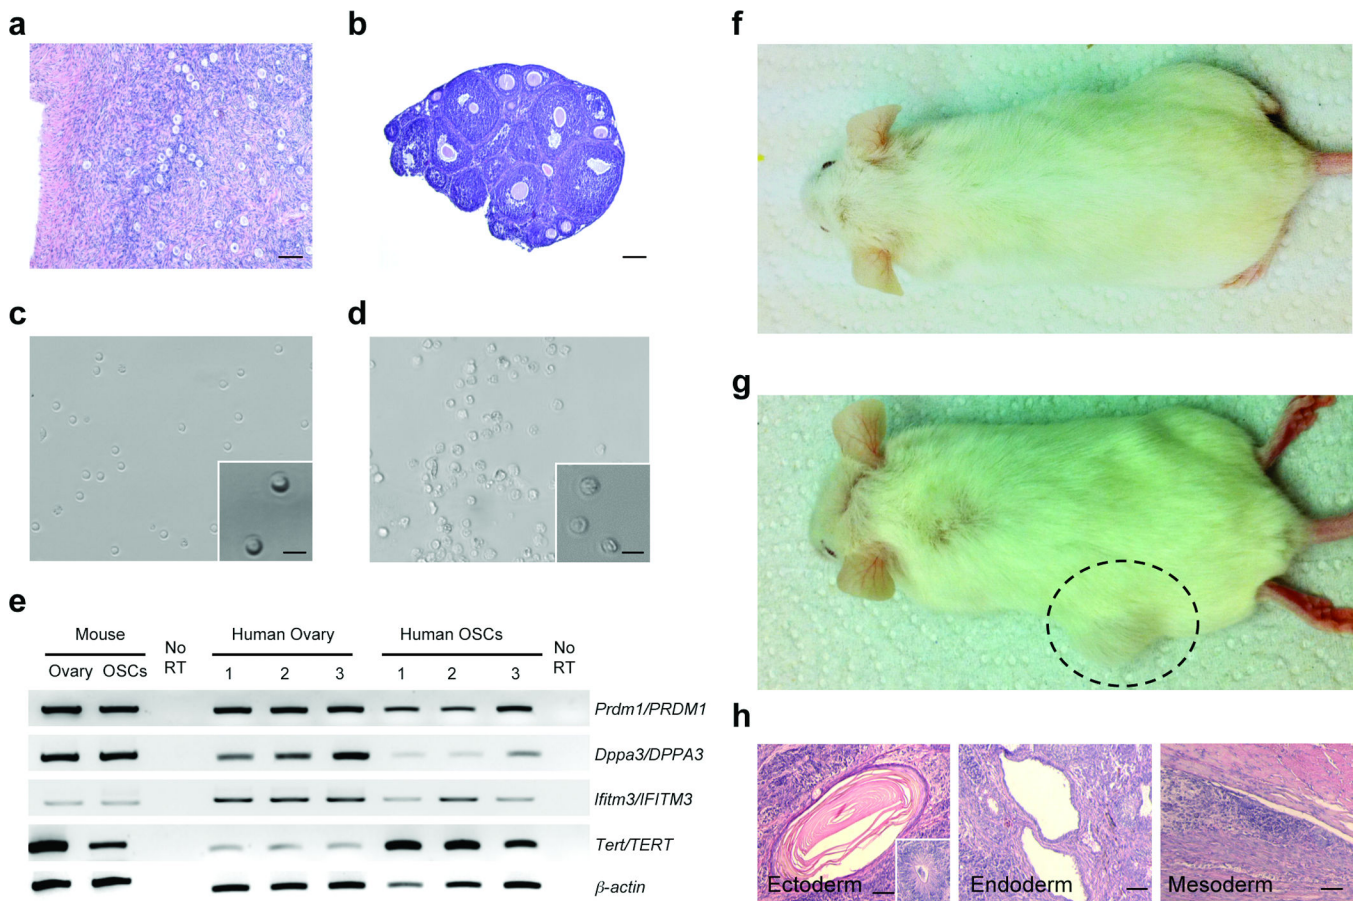 a
b
c
d
e
Mouse
No RT
Human Ovary
Human OSCs
No RT
Ovary OSCs
1 2 3
1 2 3
Prdm1/PRDM1
Dppa3/DPPA3
Ifitm3/IFITM3
Tert/TERT
β-actin
f
g
h
Ectoderm
Endoderm
Mesoderm